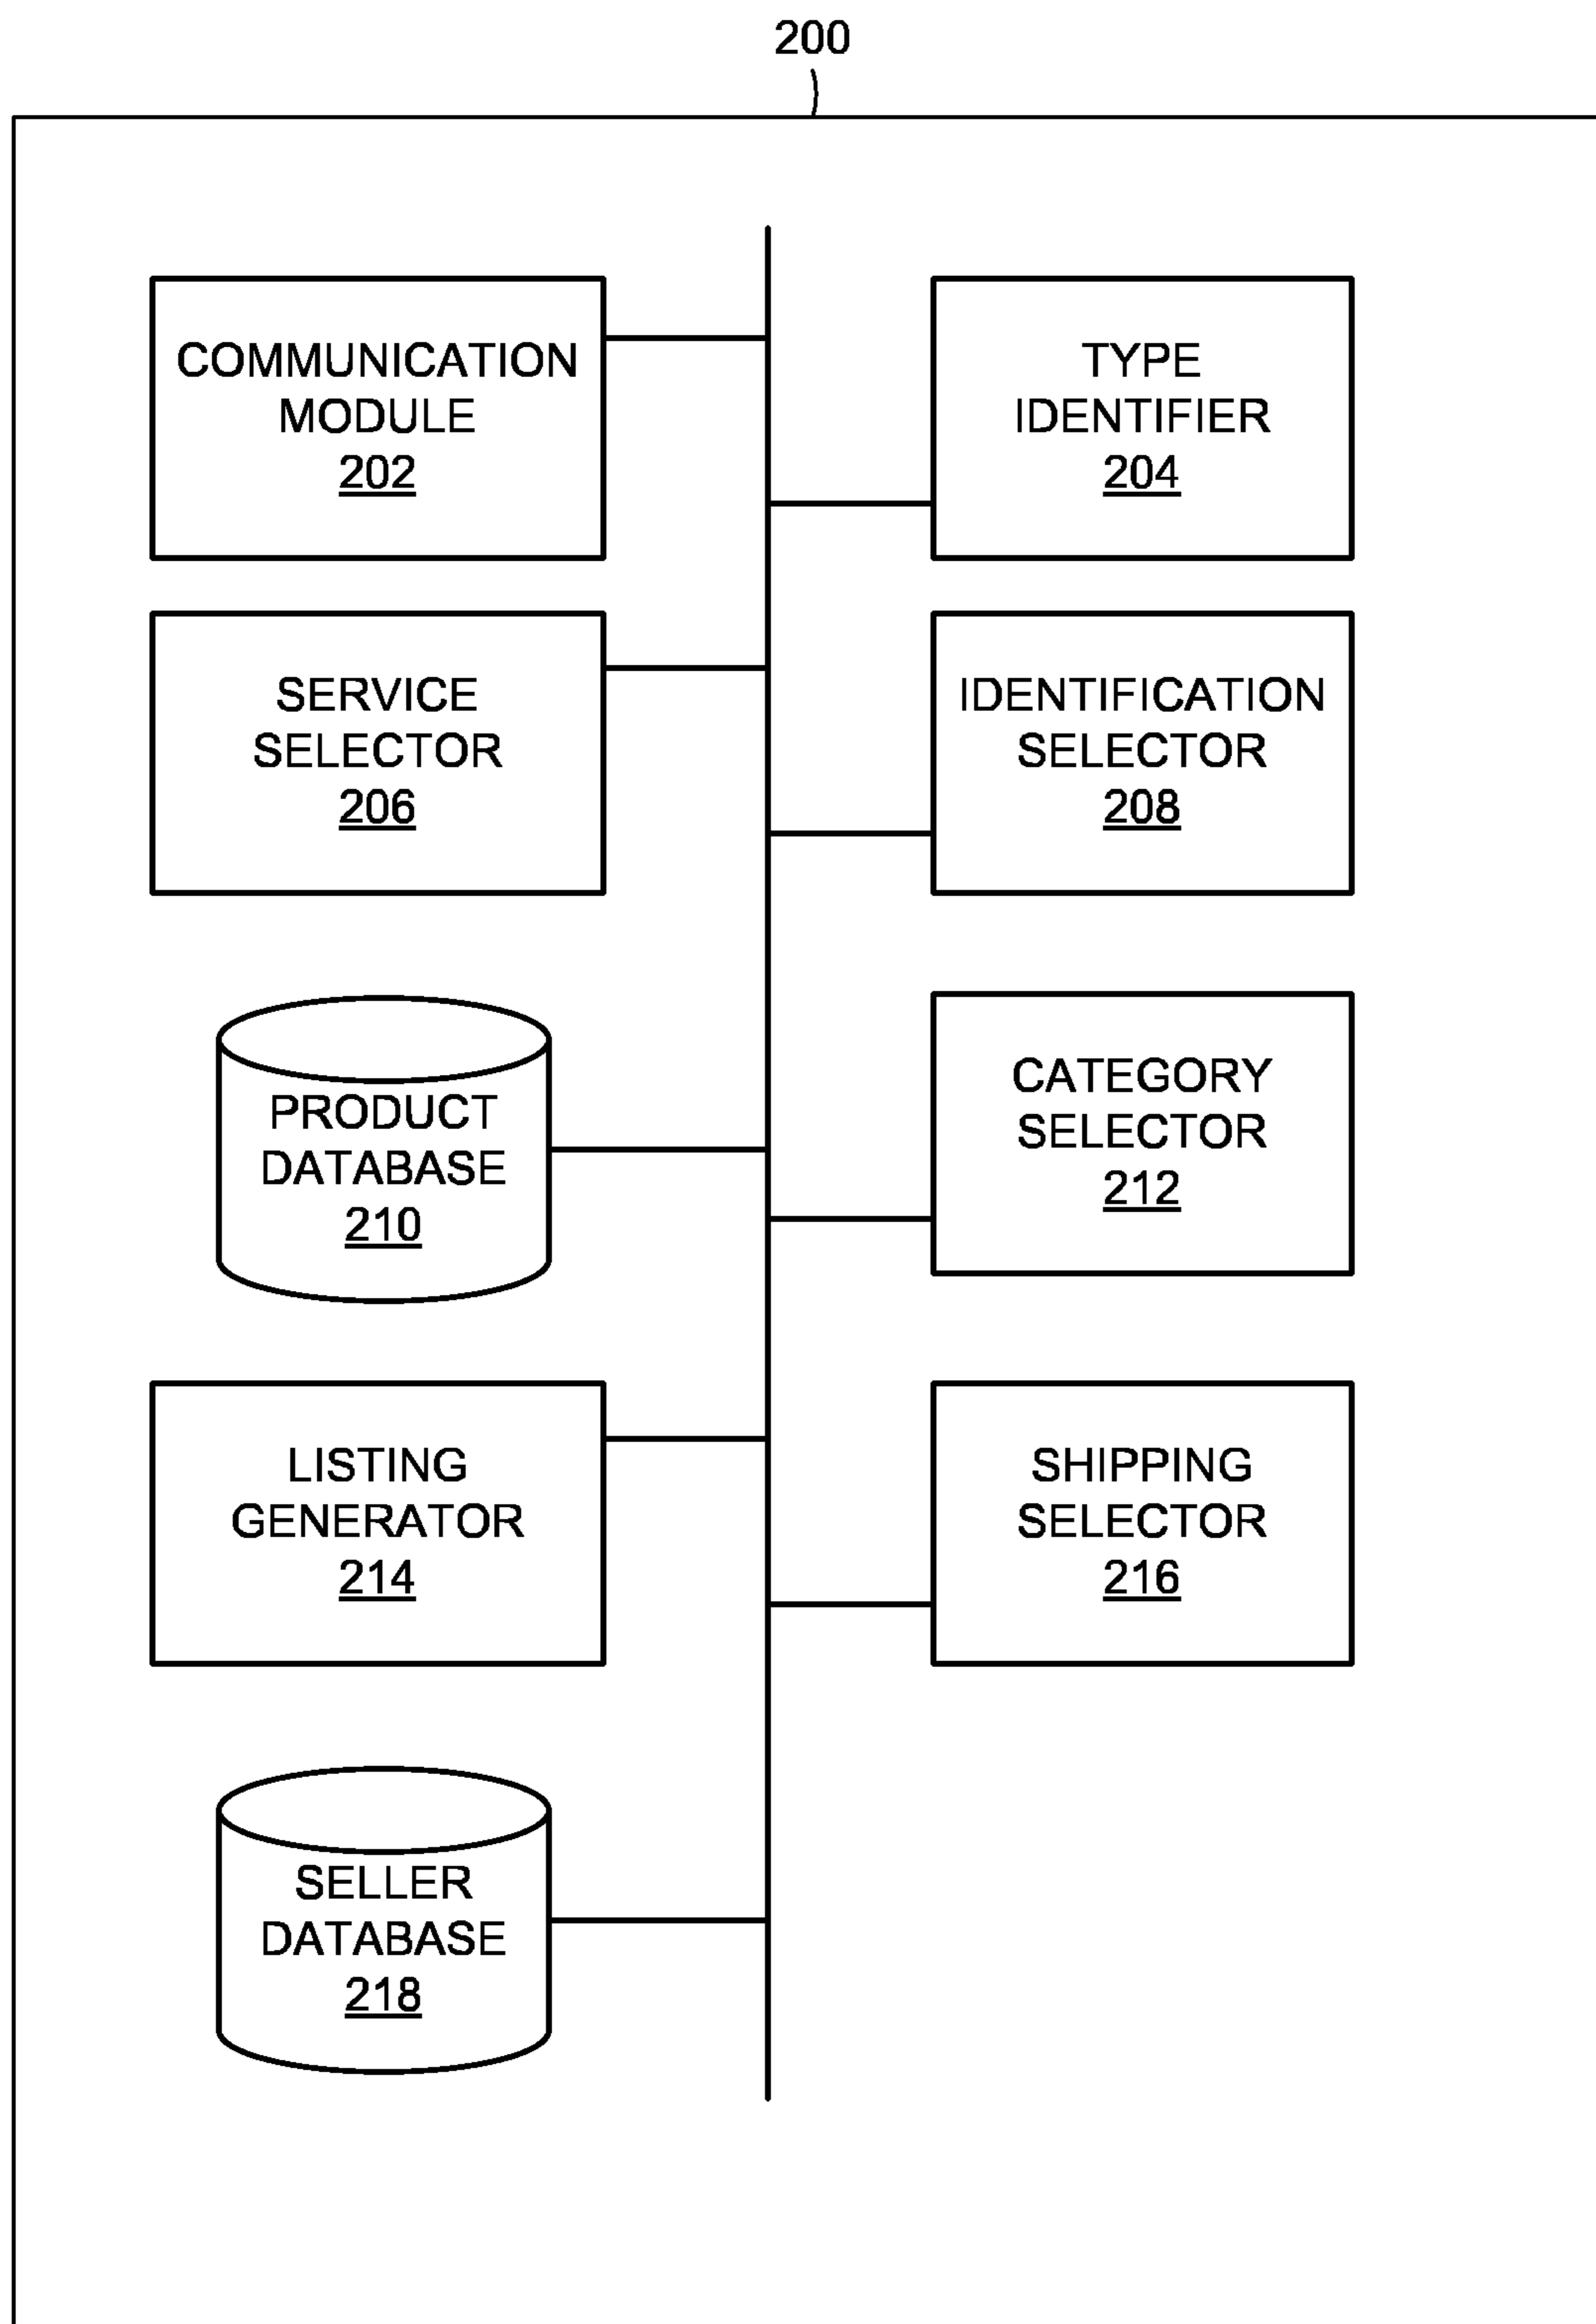 200
COMMUNICATION
MODULE
202
TYPE
IDENTIFIER
204
SERVICE
SELECTOR
206
IDENTIFICATION
SELECTOR
208
PRODUCT
DATABASE
210
CATEGORY
SELECTOR
212
LISTING
GENERATOR
214
SHIPPING
SELECTOR
216
SELLER
DATABASE
218